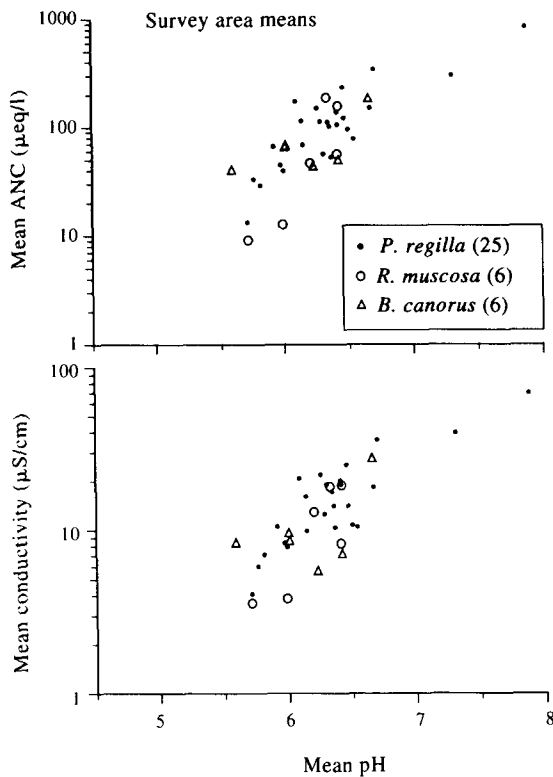 Survey area means
1000
100
10
1
Mean ANC (μeq/l)
• P. regilla (25)
○ R. muscosa (6)
△ B. canorus (6)
100
10
1
Mean conductivity (μS/cm)
5 6 7 8
Mean pH